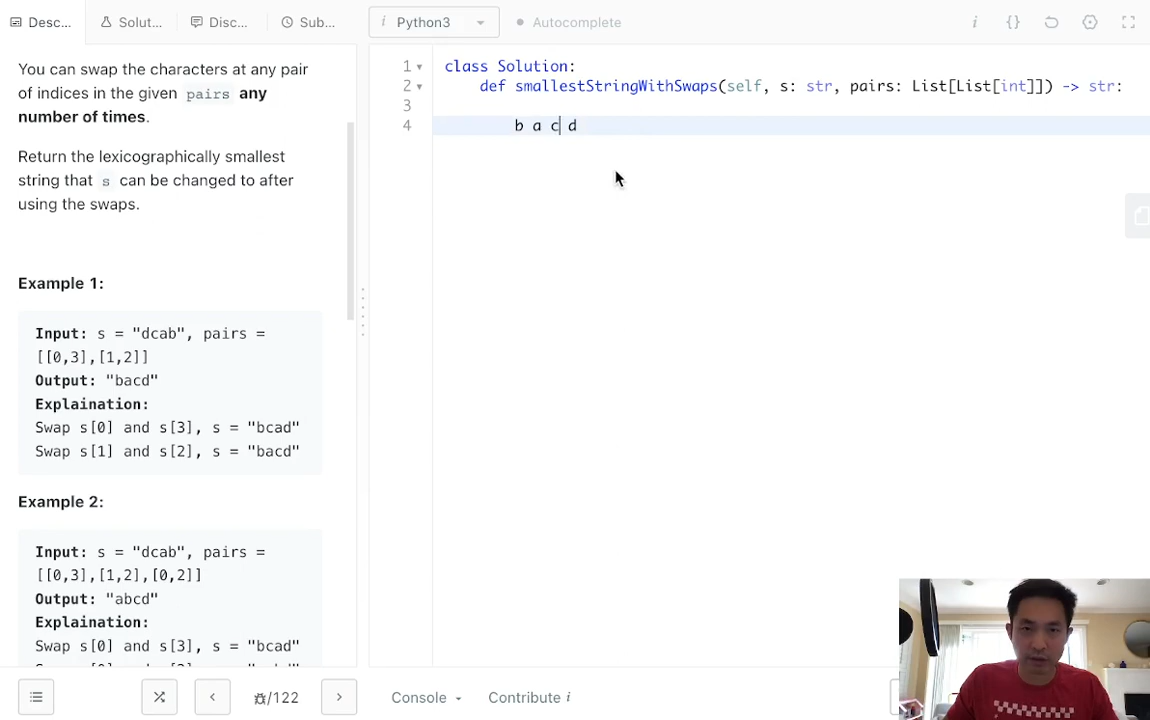 Desc...
Solut...
Disc...
Sub...
i Python3
Autocomplete
i {}
You can swap the characters at any pair
of indices in the given pairs any
number of times.
Return the lexicographically smallest
string that s can be changed to after
using the swaps.
Example 1:
Input: s = "dcab", pairs =
[[0,3],[1,2]]
Output: "bacd"
Explaination:
Swap s[0] and s[3], s = "bcad"
Swap s[1] and s[2], s = "bacd"
Example 2:
Input: s = "dcab", pairs =
[[0,3],[1,2],[0,2]]
Output: "abcd"
Explaination:
Swap s[0] and s[3], s = "bcad"
1 class Solution:
2 def smallestStringWithSwaps(self, s: str, pairs: List[List[int]]) -> str:
3
4 b a c d
/122
Console
Contribute i